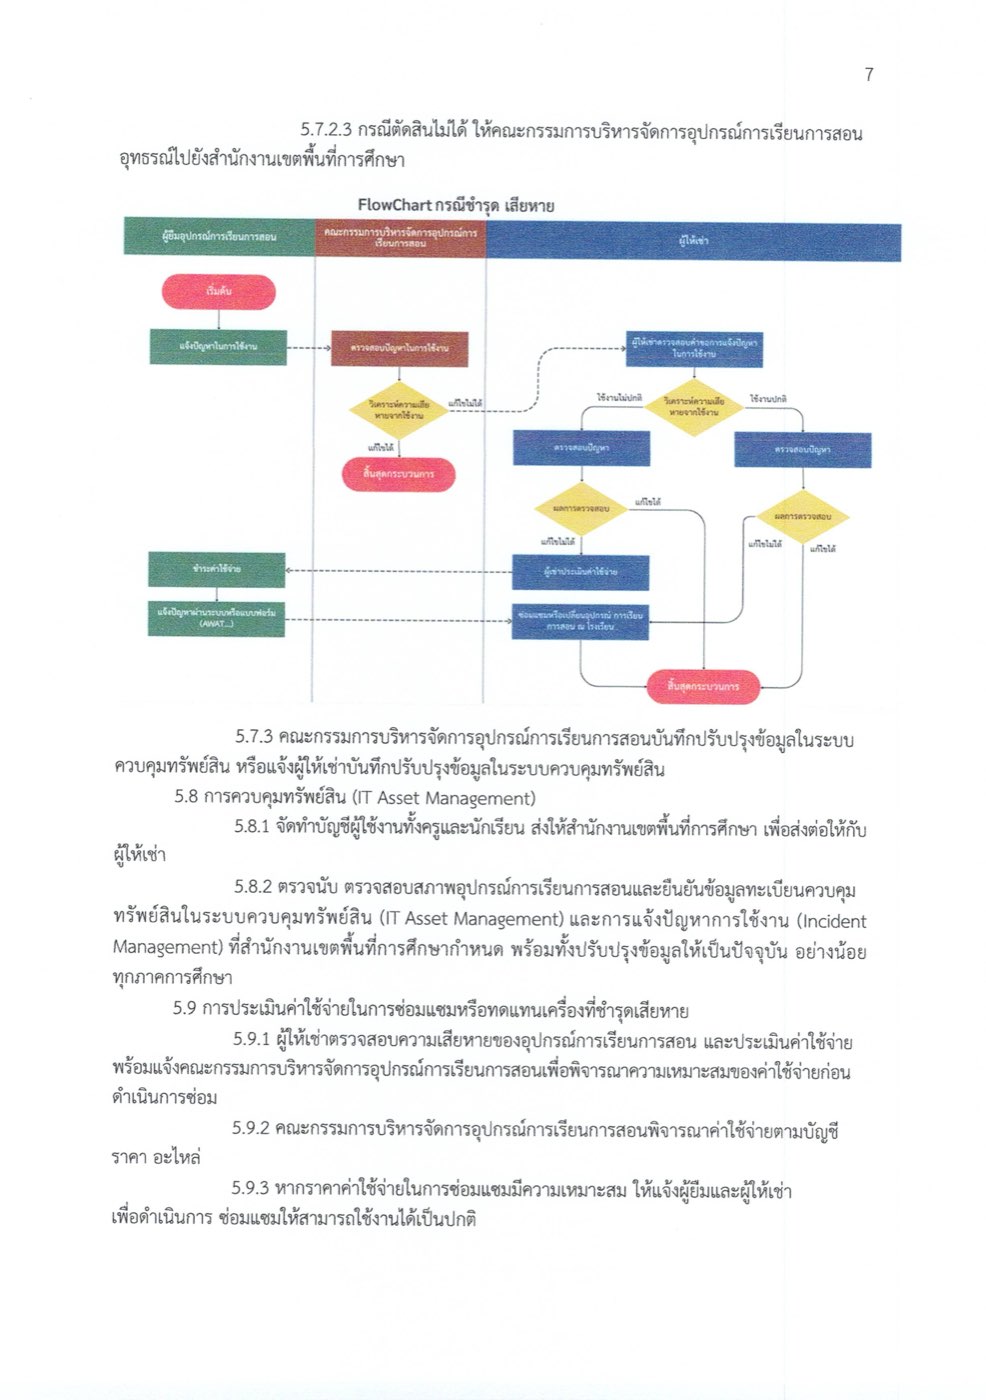 7
5.7.2.3 กรณีตัดสินไม่ได้ ให้คณะกรรมการบริหารจัดการอุปกรณ์การเรียนการสอน
อุทธรณ์ไปยังสำนักงานเขตพื้นที่การศึกษา
FlowChart กรณีชำรุด เสียหาย
ผู้ยืมอุปกรณ์การเรียนการสอน
คณะกรรมการบริหารจัดการอุปกรณ์การ
เรียนการสอน
ผู้ให้เช่า
เริ่มต้น
แจ้งปัญหาในการใช้งาน
ตรวจสอบปัญหาในการใช้งาน
ผู้ให้เช่าตรวจสอบคำขอการแจ้งปัญหา
ในการใช้งาน
วิเคราะห์ความเสีย
หายจากใช้งาน
แก้ไขไม่ได้
แก้ไขได้
สิ้นสุดกระบวนการ
ใช้งานไม่ปกติ
วิเคราะห์ความเสีย
หายจากใช้งาน
ใช้งานปกติ
ตรวจสอบปัญหา
ตรวจสอบปัญหา
ผลการตรวจสอบ
แก้ไขได้
แก้ไขไม่ได้
ผลการตรวจสอบ
แก้ไขไม่ได้
แก้ไขได้
ชำระค่าใช้จ่าย
ผู้เช่าประเมินค่าใช้จ่าย
แจ้งปัญหาผ่านระบบหรือแบบฟอร์ม
(AWAT...)
ซ่อมแซมหรือเปลี่ยนอุปกรณ์ การเรียน
การสอน ณ โรงเรียน
สิ้นสุดกระบวนการ
5.7.3 คณะกรรมการบริหารจัดการอุปกรณ์การเรียนการสอนบันทึกปรับปรุงข้อมูลในระบบ
ควบคุมทรัพย์สิน หรือแจ้งผู้ให้เช่าบันทึกปรับปรุงข้อมูลในระบบควบคุมทรัพย์สิน
5.8 การควบคุมทรัพย์สิน (IT Asset Management)
5.8.1 จัดทำบัญชีผู้ใช้งานทั้งครูและนักเรียน ส่งให้สำนักงานเขตพื้นที่การศึกษา เพื่อส่งต่อให้กับ
ผู้ให้เช่า
5.8.2 ตรวจนับ ตรวจสอบสภาพอุปกรณ์การเรียนการสอนและยืนยันข้อมูลทะเบียนควบคุม
ทรัพย์สินในระบบควบคุมทรัพย์สิน (IT Asset Management) และการแจ้งปัญหาการใช้งาน (Incident
Management) ที่สำนักงานเขตพื้นที่การศึกษากำหนด พร้อมทั้งปรับปรุงข้อมูลให้เป็นปัจจุบัน อย่างน้อย
ทุกภาคการศึกษา
5.9 การประเมินค่าใช้จ่ายในการซ่อมแซมหรือทดแทนเครื่องที่ชำรุดเสียหาย
5.9.1 ผู้ให้เช่าตรวจสอบความเสียหายของอุปกรณ์การเรียนการสอน และประเมินค่าใช้จ่าย
พร้อมแจ้งคณะกรรมการบริหารจัดการอุปกรณ์การเรียนการสอนเพื่อพิจารณาความเหมาะสมของค่าใช้จ่ายก่อน
ดำเนินการซ่อม
5.9.2 คณะกรรมการบริหารจัดการอุปกรณ์การเรียนการสอนพิจารณาค่าใช้จ่ายตามบัญชี
ราคา อะไหล่
5.9.3 หากราคาค่าใช้จ่ายในการซ่อมแซมมีความเหมาะสม ให้แจ้งผู้ยืมและผู้ให้เช่า
เพื่อดำเนินการ ซ่อมแซมให้สามารถใช้งานได้เป็นปกติ